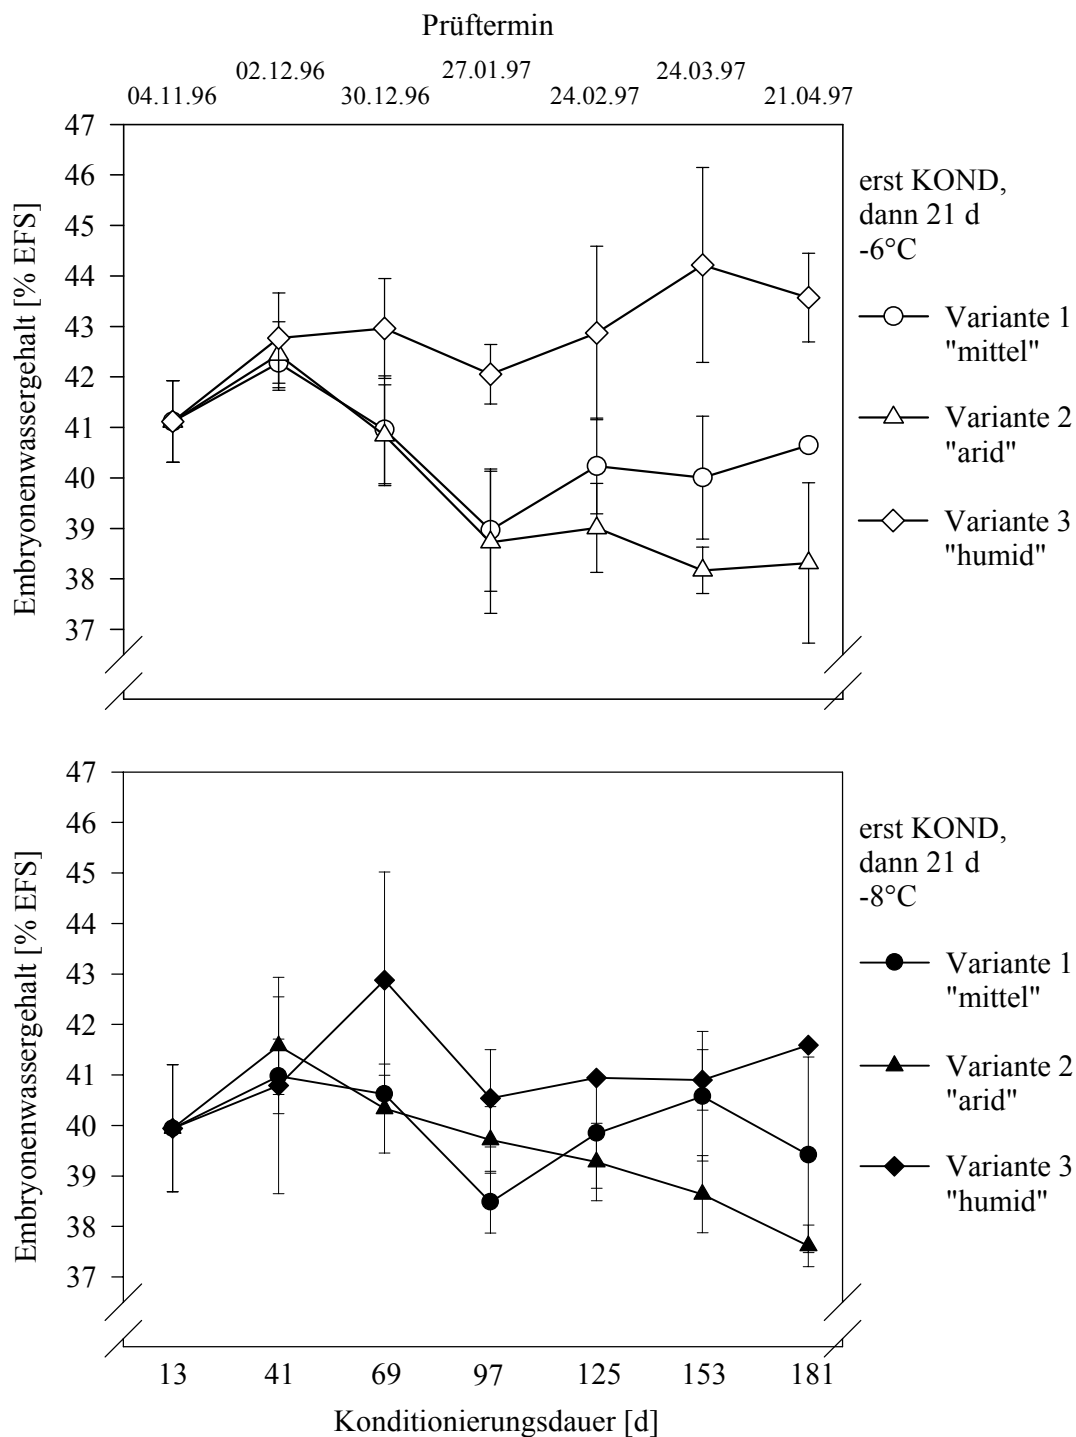 Prüftermin
02.12.96 27.01.97 24.03.97
04.11.96 30.12.96 24.02.97 21.04.97
Embryonenwassergehalt [% EFS]
47
46
45
44
43
42
41
40
39
38
37
erst KOND,
dann 21 d
-6°C
Variante 1
"mittel"
Variante 2
"arid"
Variante 3
"humid"
Embryonenwassergehalt [% EFS]
47
46
45
44
43
42
41
40
39
38
37
erst KOND,
dann 21 d
-8°C
Variante 1
"mittel"
Variante 2
"arid"
Variante 3
"humid"
13 41 69 97 125 153 181
Konditionierungsdauer [d]